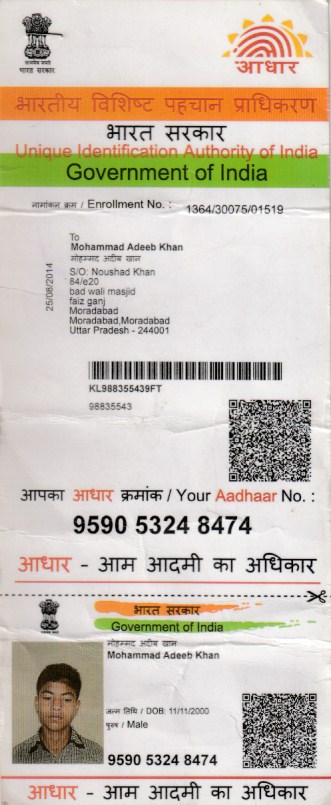 भारत सरकार
आधार
भारतीय विशिष्ट पहचान प्राधिकरण
भारत सरकार
Unique Identification Authority of India
Government of India
नामांकन क्रम / Enrollment No. : 1364/30075/01519
25/08/2014
To
Mohammad Adeeb Khan
मोहम्मद अदीब खान
S/O: Noushad Khan
84/e20
bad wali masjid
faiz ganj
Moradabad
Moradabad,Moradabad
Uttar Pradesh - 244001
KL988355439FT
98835543
आपका आधार क्रमांक / Your Aadhaar No. :
9590 5324 8474
आधार - आम आदमी का अधिकार
भारत सरकार
Government of India
मोहम्मद अदीब खान
Mohammad Adeeb Khan
जन्म तिथि / DOB: 11/11/2000
पुरुष / Male
9590 5324 8474
आधार - आम आदमी का अधिकार